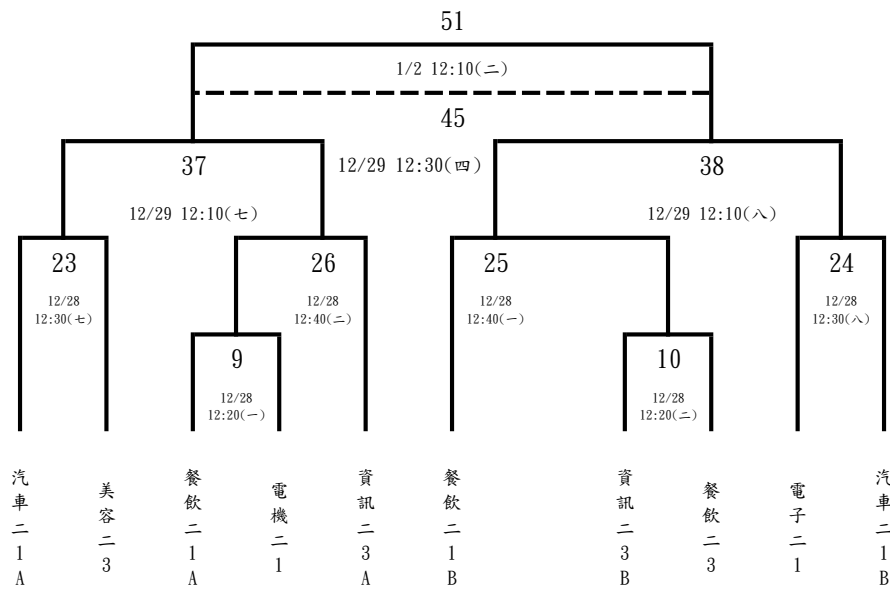 51
1/2 12:10(二)
45
12/29 12:30(四)
37
38
12/29 12:10(七)
12/29 12:10(八)
23
26
25
24
12/28
12:30(七)
12/28
12:40(二)
12/28
12:40(一)
12/28
12:30(八)
9
10
12/28
12:20(一)
12/28
12:20(二)
汽車二1A
美容二3
餐飲二1A
電機二1
資訊二3A
餐飲二1B
資訊二3B
餐飲二3
電子二1
汽車二1B